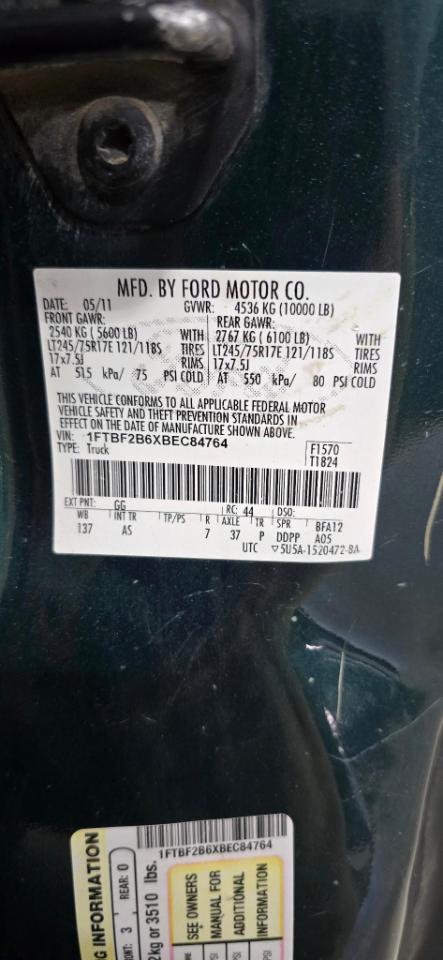 MFD. BY FORD MOTOR CO.
DATE: 05/11 GVWR: 4536 KG (10000 LB)
FRONT GAWR: REAR GAWR:
2540 KG ( 5600 LB) WITH 2767 KG ( 6100 LB) WITH
LT245/75R17E 121/118S TIRES LT245/75R17E 121/118S TIRES
17x7.5J RIMS 17x7.5J RIMS
AT 515 kPa/ 75 PSI COLD AT 550 kPa/ 80 PSI COLD
THIS VEHICLE CONFORMS TO ALL APPLICABLE FEDERAL MOTOR
VEHICLE SAFETY AND THEFT PREVENTION STANDARDS IN
EFFECT ON THE DATE OF MANUFACTURE SHOWN ABOVE.
VIN: 1FTBF2B6XBEC84764
TYPE: Truck
F1570
T1824
EXT PNT: GG RC: 44 DSO:
WB INT TR TP/PS R AXLE TR SPR BFA12
137 AS 7 37 P DDPP A05
UTC ▽5U5A-1520472-BA
1FTBF2B6XBEC84764
G INFORMATION
NT: 3 REAR: 0
2kg or 3510 lbs.
SEE OWNERS
MANUAL FOR
ADDITIONAL
INFORMATION